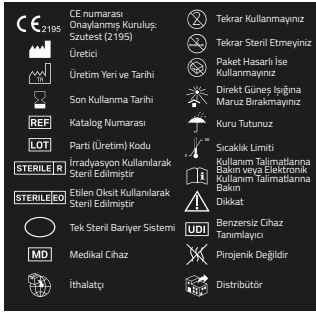 CE 2195
CE numarası
Onaylanmış Kuruluş:
Szutest (2195)
Üretici
Üretim Yeri ve Tarihi
Son Kullanma Tarihi
REF
Katalog Numarası
LOT
Parti (Üretim) Kodu
STERILE R
İrradyasyon Kullanılarak
Steril Edilmiştir
STERILE EO
Etilen Oksit Kullanılarak
Steril Edilmiştir
Tek Steril Bariyer Sistemi
MD
Medikal Cihaz
İthalatçı
Tekrar Kullanmayınız
Tekrar Steril Etmeyiniz
Paket Hasarlı İse
Kullanmayınız
Direkt Güneş Işığına
Maruz Bırakmayınız
Kuru Tutunuz
Sıcaklık Limiti
Kullanım Talimatlarına
Bakın veya Elektronik
Kullanım Talimatlarına
Bakın
Dikkat
UDI
Benzersiz Cihaz
Tanımlayıcı
Pirojenik Değildir
Distribütör